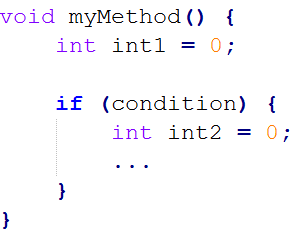 void myMethod() {
    int int1 = 0;

    if (condition) {
        int int2 = 0;
        ...
    }
}